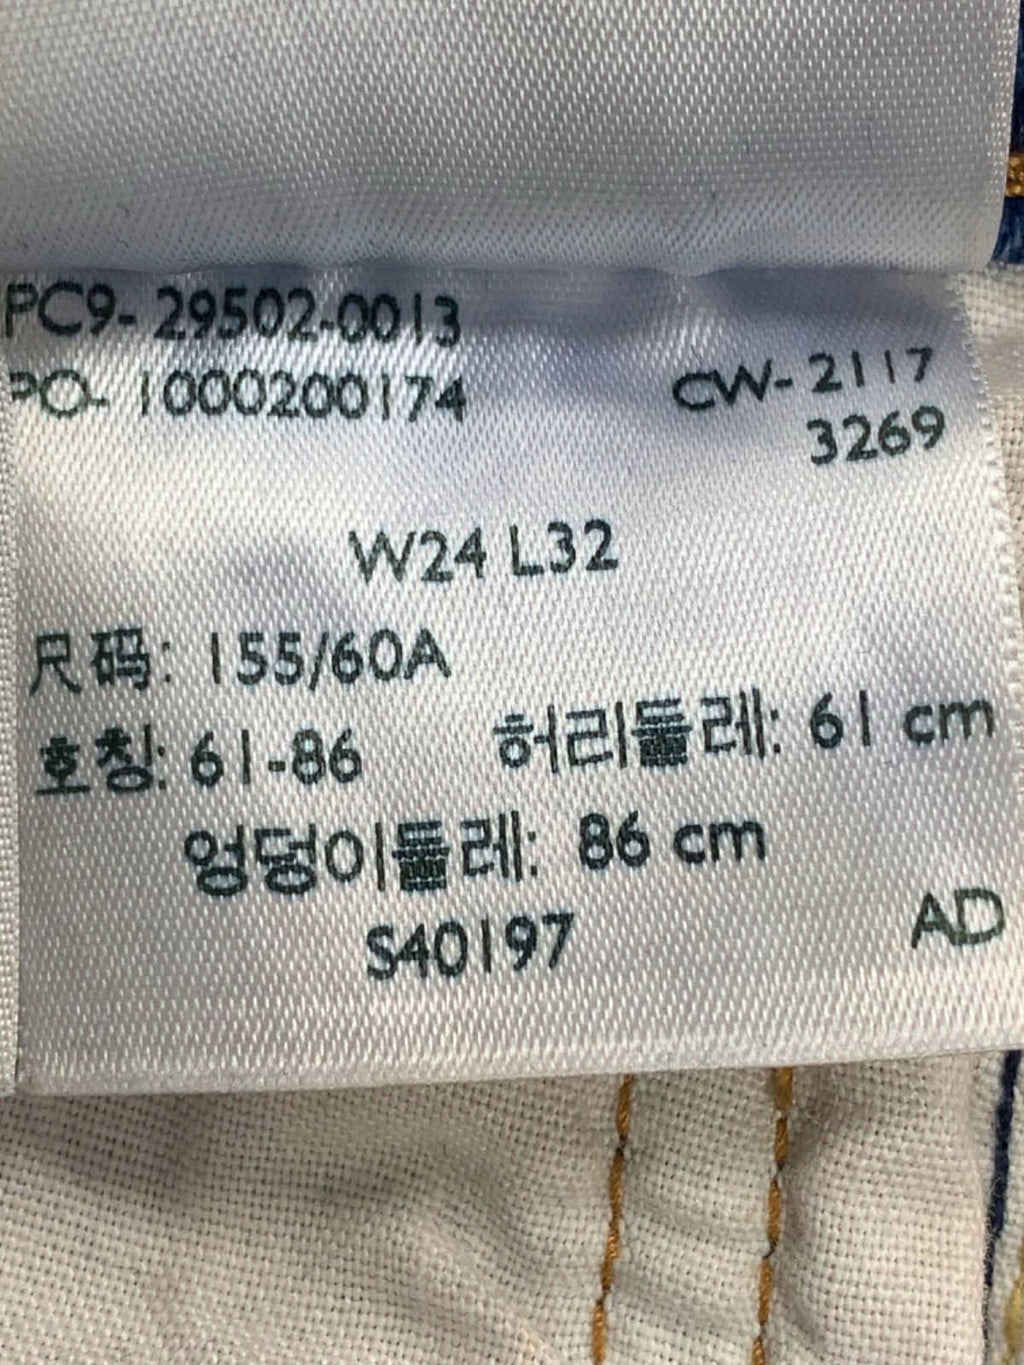 PC9- 29502-0013
PO- 1000200174
CW- 2117
3269
W24 L32
尺码: 155/60A
호칭: 61-86 허리둘레: 61 cm
엉덩이둘레: 86 cm
S40197
AD